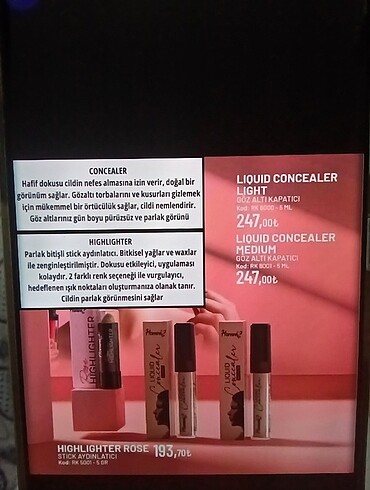 CONCEALER
Hafif dokusu cildin nefes almasına izin verir, doğal bir
görünüm sağlar. Gözaltı torbalarını ve kusurları gizlemek
için mükemmel bir örtücülük sağlar, cildi nemlendirir.
Göz altlarınız gün boyu pürüzsüz ve parlak görünü
HIGHLIGHTER
Parlak bitişli stick aydınlatıcı. Bitkisel yağlar ve waxlar
ile zenginleştirilmiştir. Dokusu etkileyici, uygulaması
kolaydır. 2 farklı renk seçeneği ile vurgulayıcı,
hedeflenen ışık noktaları oluşturmanıza olanak tanır.
Cildin parlak görünmesini sağlar
LIQUID CONCEALER
LIGHT
GÖZ ALTI KAPATICI
Kod: RK 6000 - 5 ML
247,00₺
LIQUID CONCEALER
MEDIUM
GÖZ ALTI KAPATICI
Kod: RK 6001 - 5 ML
247,00₺
HIGHLIGHTER
LIQUID
Concealer
LIQUID
Concealer
HIGHLIGHTER ROSE
STICK AYDINLATICI
Kod: RK 5001 - 5 GR
193,70₺